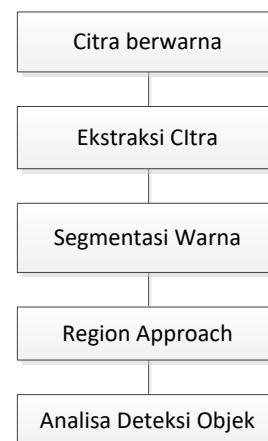 Citra berwarna
Ekstraksi CItra
Segmentasi Warna
Region Approach
Analisa Deteksi Objek